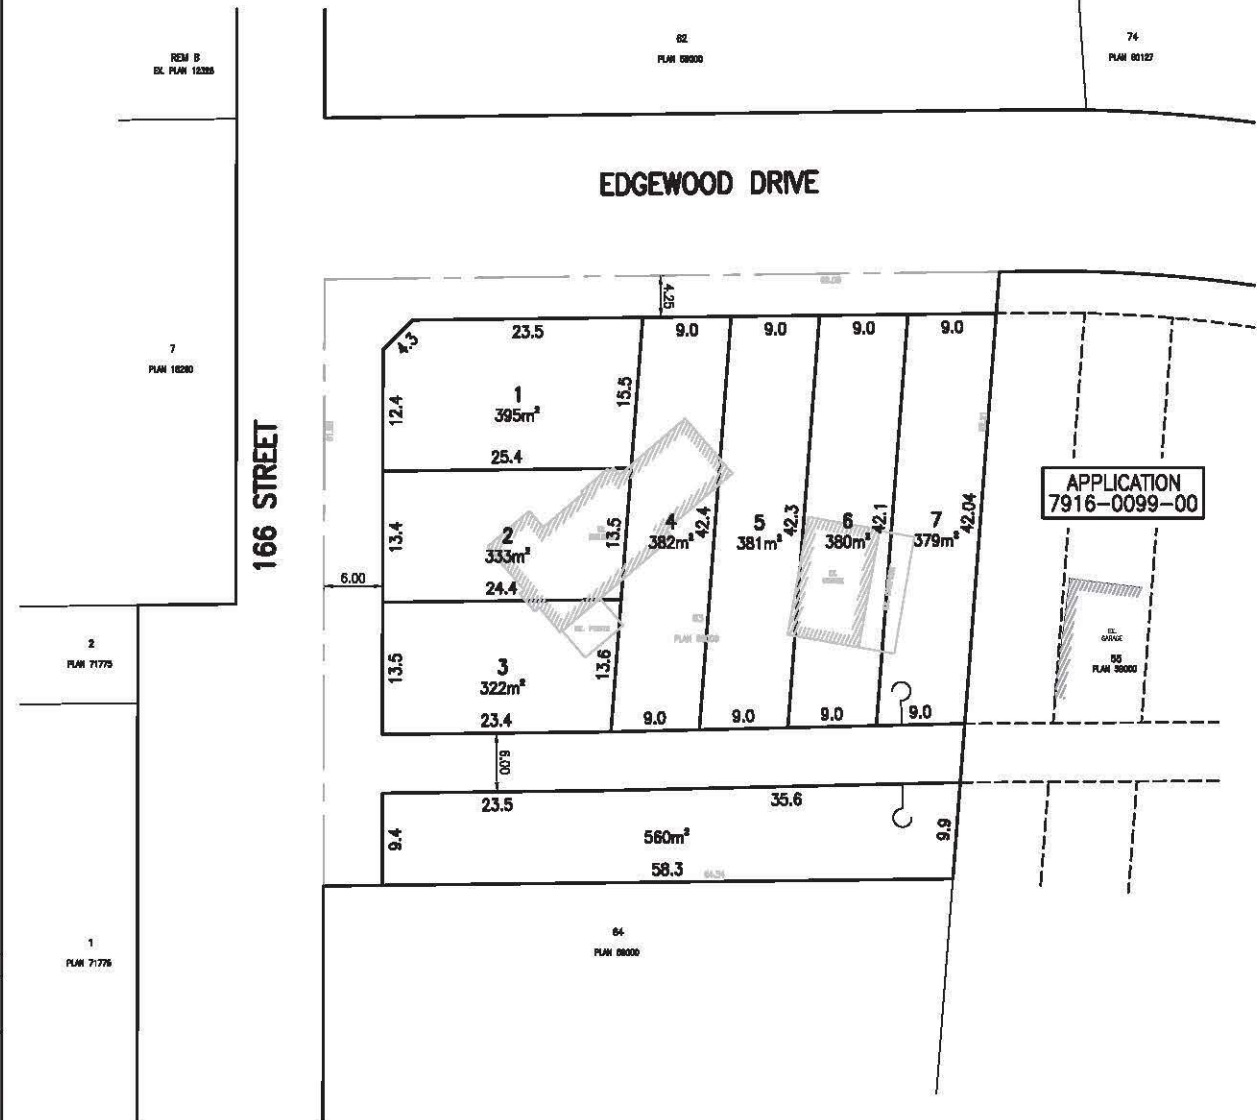 62
PLAN 58000
74
PLAN 60127
REM B
EX. PLAN 12385
EDGEWOOD DRIVE
4.25
7
PLAN 16280
166 STREET
4.3
23.5
9.0
9.0
9.0
9.0
12.4
1
395m²
15.5
25.4
13.4
2
333m²
13.5
24.4
4
382m²
42.4
5
381m²
42.3
6
380m²
42.1
7
379m²
42.04
APPLICATION
7916-0099-00
6.00
13.5
3
322m²
13.6
23.4
9.0
9.0
9.0
9.0
EX.
GARAGE
PLAN 58000
2
PLAN 71775
6.00
23.5
35.6
9.4
560m²
9.9
58.3
64
PLAN 58000
1
PLAN 71775